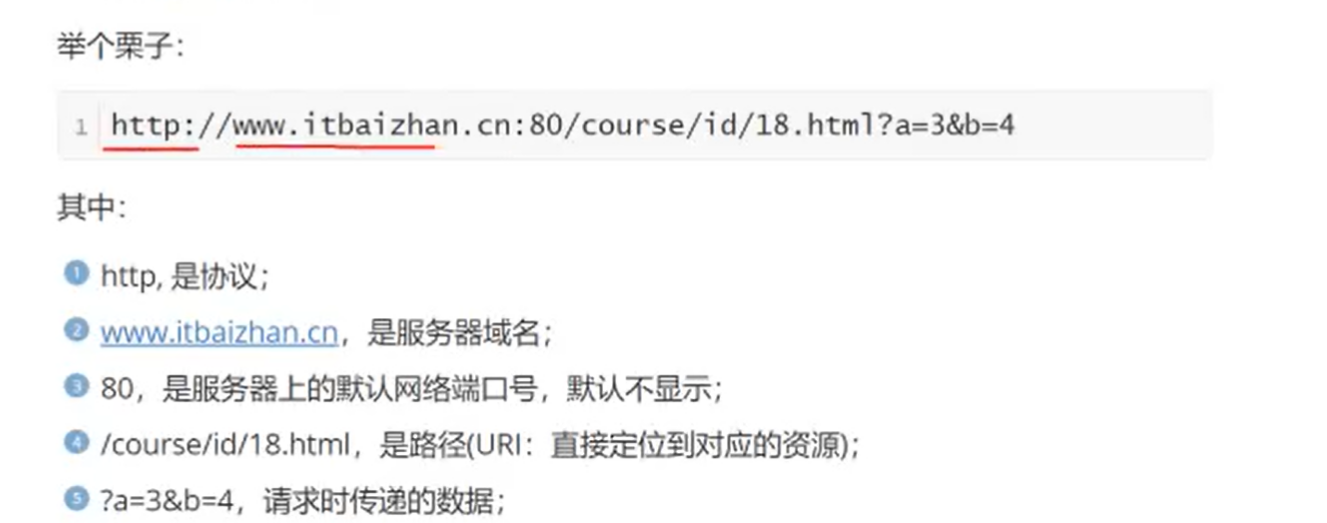 举个栗子：
1 http://www.itbaizhan.cn:80/course/id/18.html?a=3&b=4
其中：
1 http, 是协议；
2 www.itbaizhan.cn，是服务器域名；
3 80，是服务器上的默认网络端口号，默认不显示；
4 /course/id/18.html，是路径(URI：直接定位到对应的资源)；
5 ?a=3&b=4，请求时传递的数据；